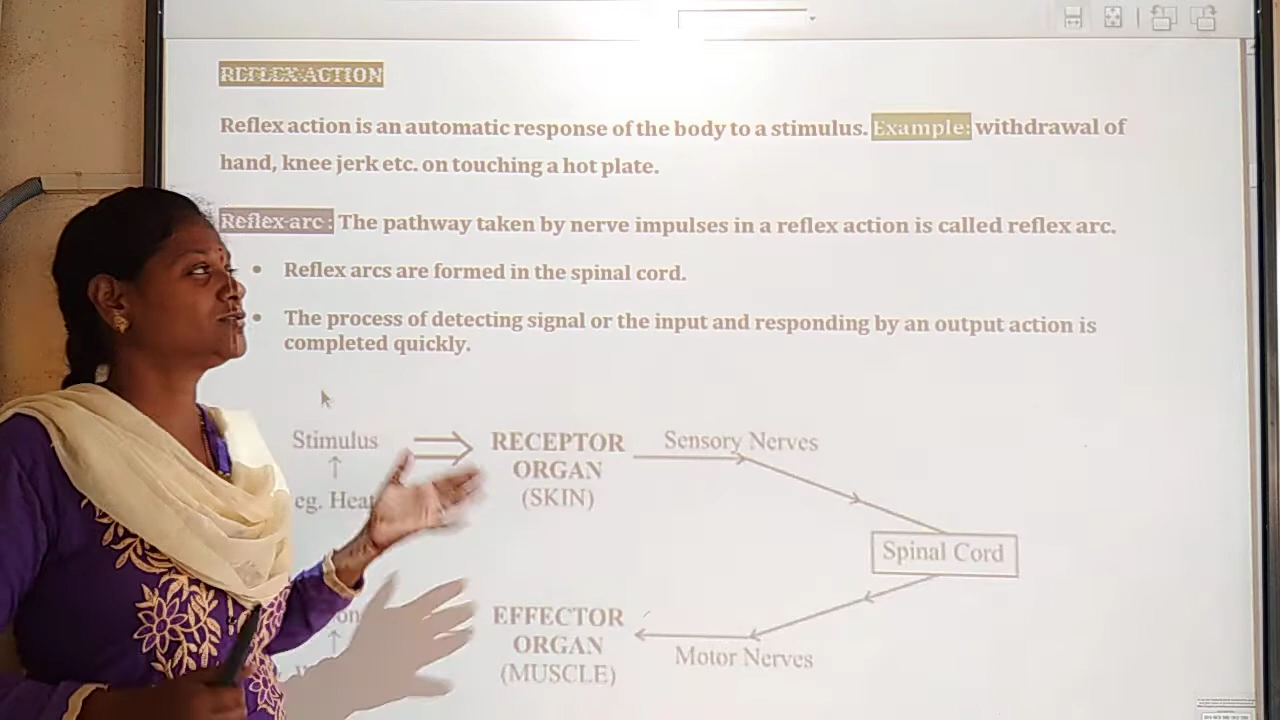 REFLEX ACTION
Reflex action is an automatic response of the body to a stimulus. Example: withdrawal of
hand, knee jerk etc. on touching a hot plate.
Reflex arc : The pathway taken by nerve impulses in a reflex action is called reflex arc.
• Reflex arcs are formed in the spinal cord.
• The process of detecting signal or the input and responding by an output action is
completed quickly.
Stimulus
eg. Heat
RECEPTOR
ORGAN
(SKIN)
Sensory Nerves
Spinal Cord
EFFECTOR
ORGAN
(MUSCLE)
Motor Nerves